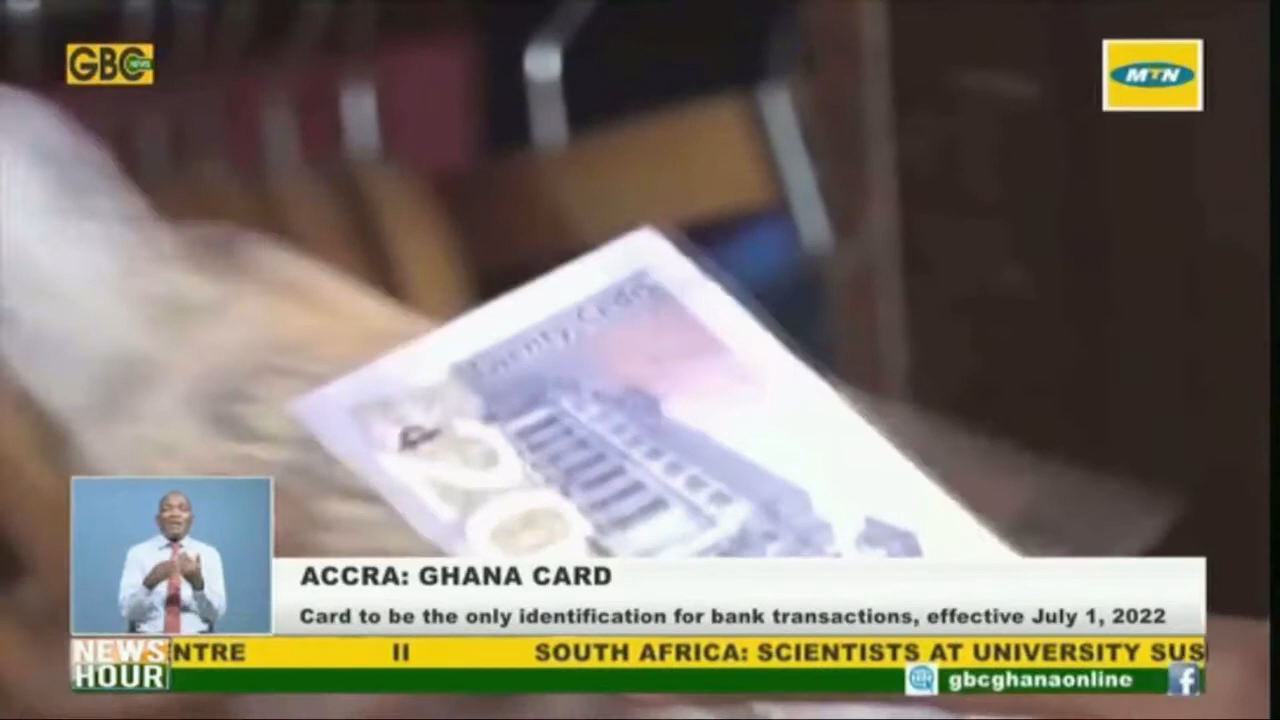 GBC
NEWS
MTN
Twenty Cedis
20
ACCRA: GHANA CARD
Card to be the only identification for bank transactions, effective July 1, 2022
NEWS
HOUR
NTRE II SOUTH AFRICA: SCIENTISTS AT UNIVERSITY SUS
gbcghanaonline
f